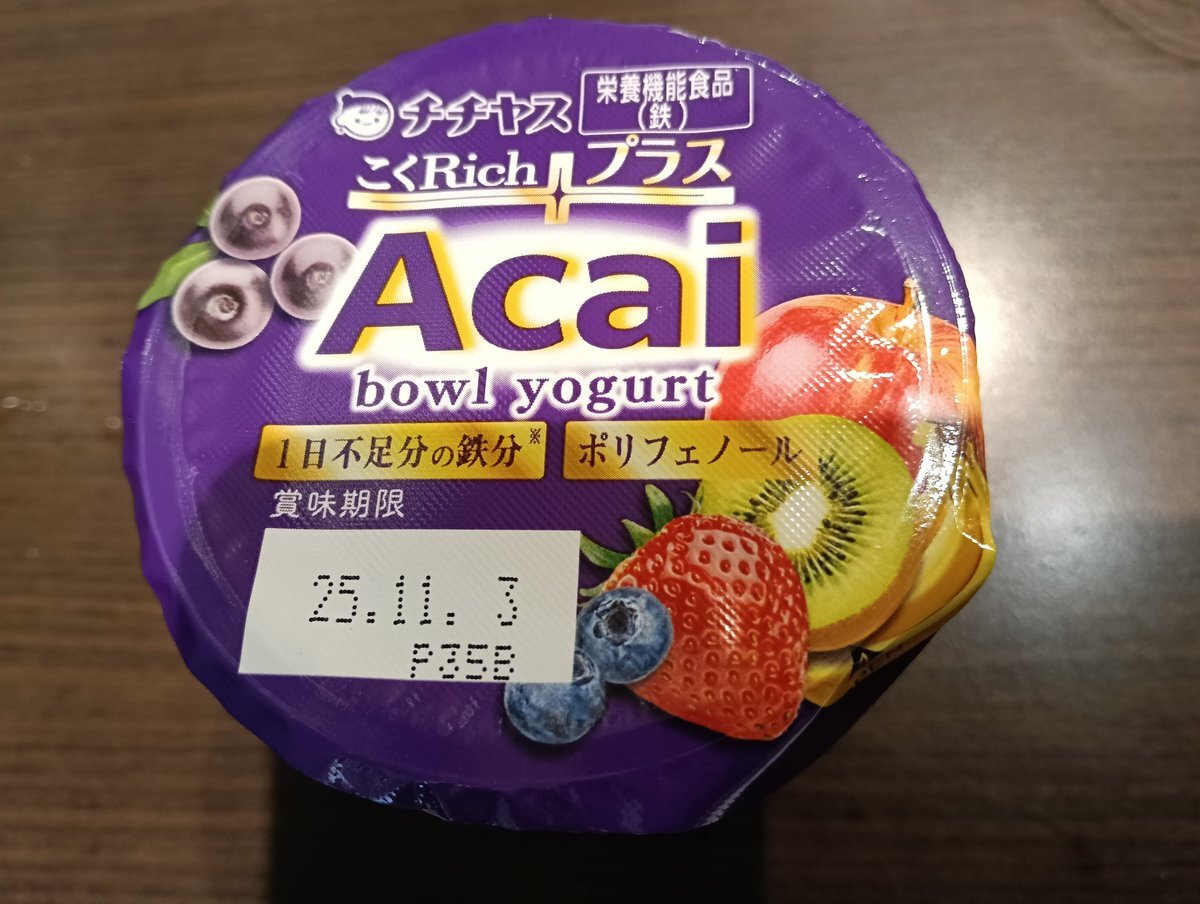 チチヤス
栄養機能食品
(鉄)
こくRich プラス
Acai
bowl yogurt
1日不足分の鉄分※
ポリフェノール
賞味期限
25.11. 3
P35B